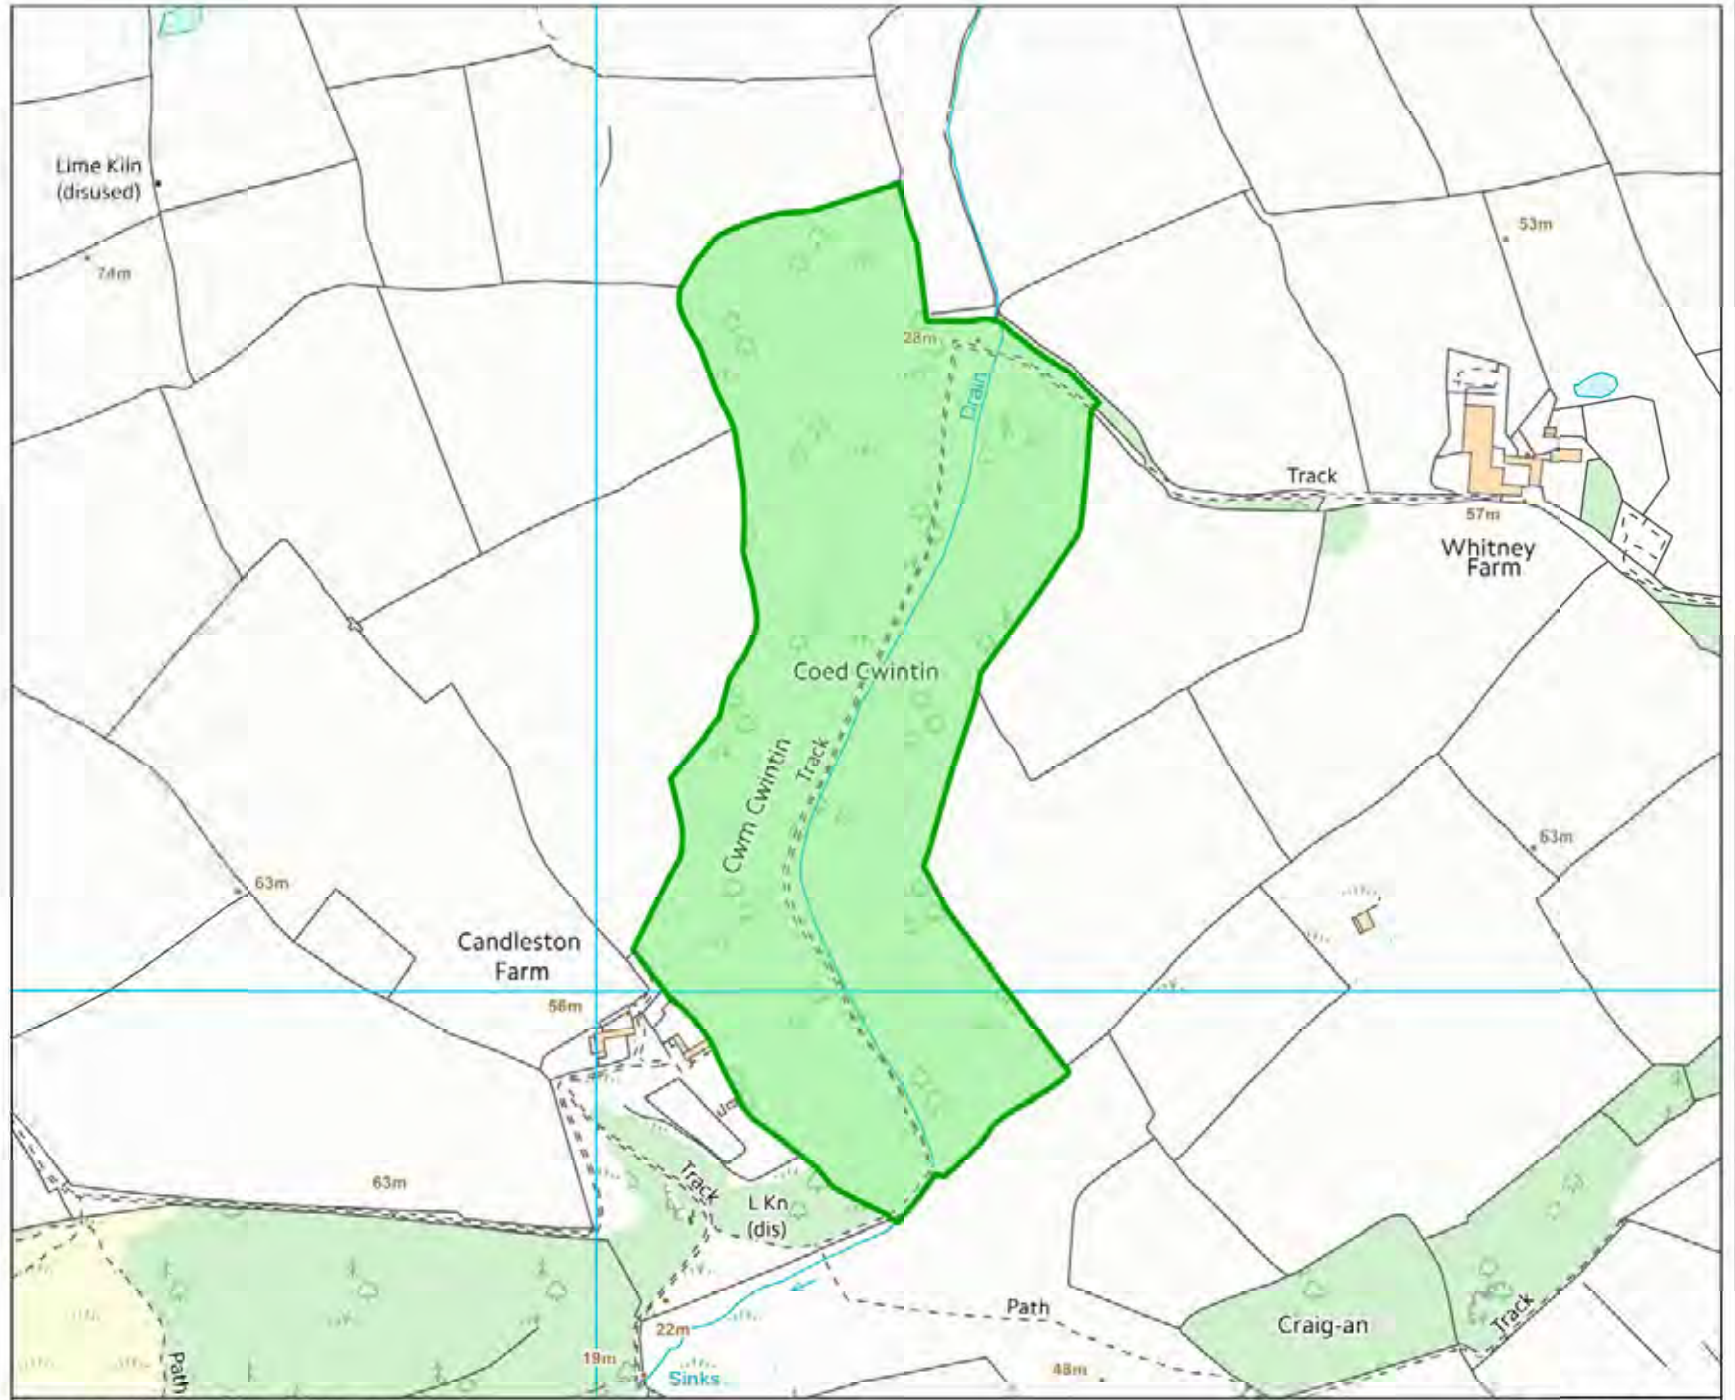 Lime Kiln
(disused)
53m
74m
28m
Drain
Track
57m
Whitney
Farm
Coed Cwintin
Track
Cwm Cwintin
63m
63m
Candleston
Farm
56m
Track
63m
L Kn
(dis)
Path
Craig-an
Track
22m
19m
Path
Sinks
48m